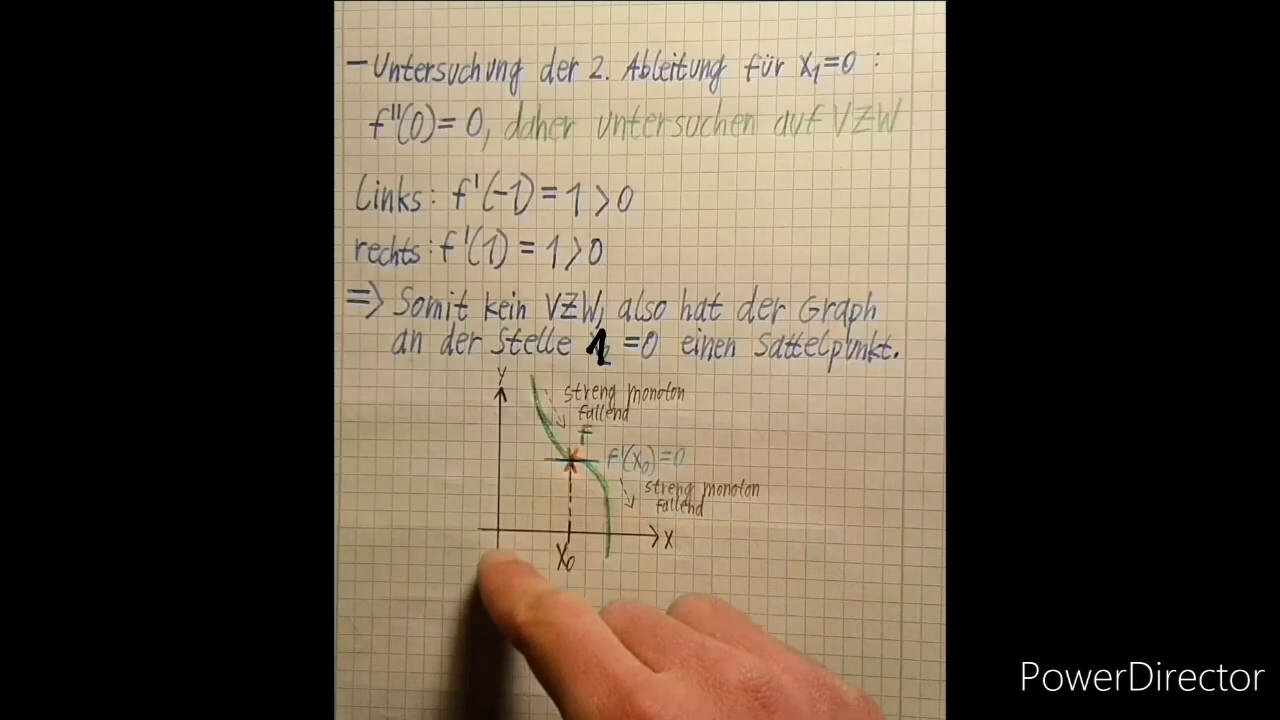 – Untersuchung der 2. Ableitung für x₁=0 :
f''(0)= 0, daher untersuchen auf VZW
Links: f'(-1) = 1 > 0
rechts: f'(1) = 1 > 0
=> Somit kein VZW, also hat der Graph
an der Stelle 1 =0 einen Sattelpunkt.
y
streng monoton
fallend
f
f'(x₀)=0
streng monoton
fallend
x
x₀
PowerDirector